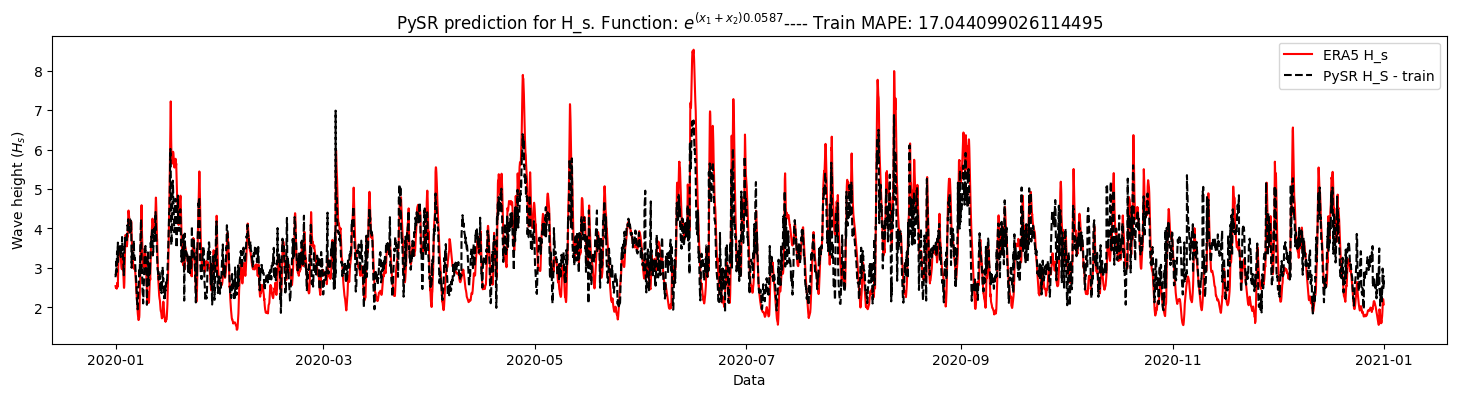 PySR prediction for H_s. Function: $e^{(x_1+x_2)0.0587}$---- Train MAPE: 17.044099026114495
8
7
6
5
4
3
2
Wave height ($H_s$)
ERA5 H_s
PySR H_S - train
2020-01
2020-03
2020-05
2020-07
2020-09
2020-11
2021-01
Data